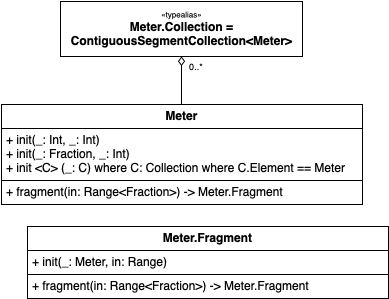 «typealias»
Meter.Collection =
ContiguousSegmentCollection<Meter>
0..*
Meter
+ init(_: Int, _: Int)
+ init(_: Fraction, _: Int)
+ init <C> (_: C) where C: Collection where C.Element == Meter
+ fragment(in: Range<Fraction>) -> Meter.Fragment
Meter.Fragment
+ init(_: Meter, in: Range)
+ fragment(in: Range<Fraction>) -> Meter.Fragment